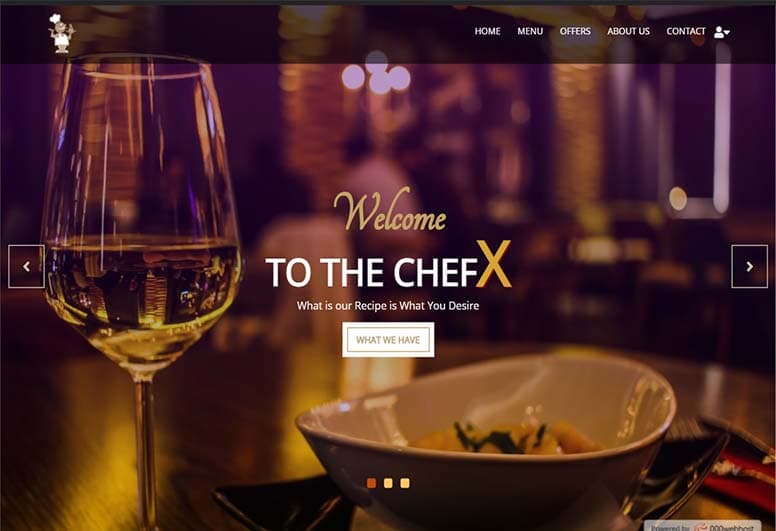 HOME MENU OFFERS ABOUT US CONTACT
Welcome
TO THE CHEFX
What is our Recipe is What You Desire
WHAT WE HAVE
Powered by 000webhost